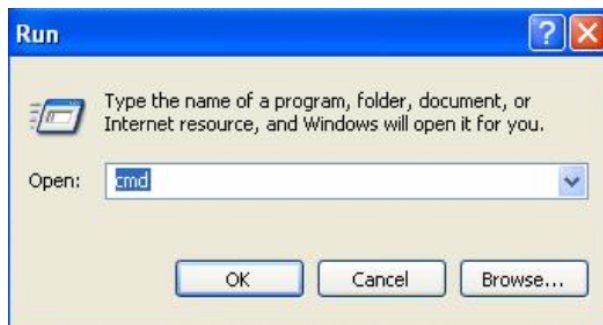 Run
Type the name of a program, folder, document, or
Internet resource, and Windows will open it for you.
Open: cmd
OK Cancel Browse...